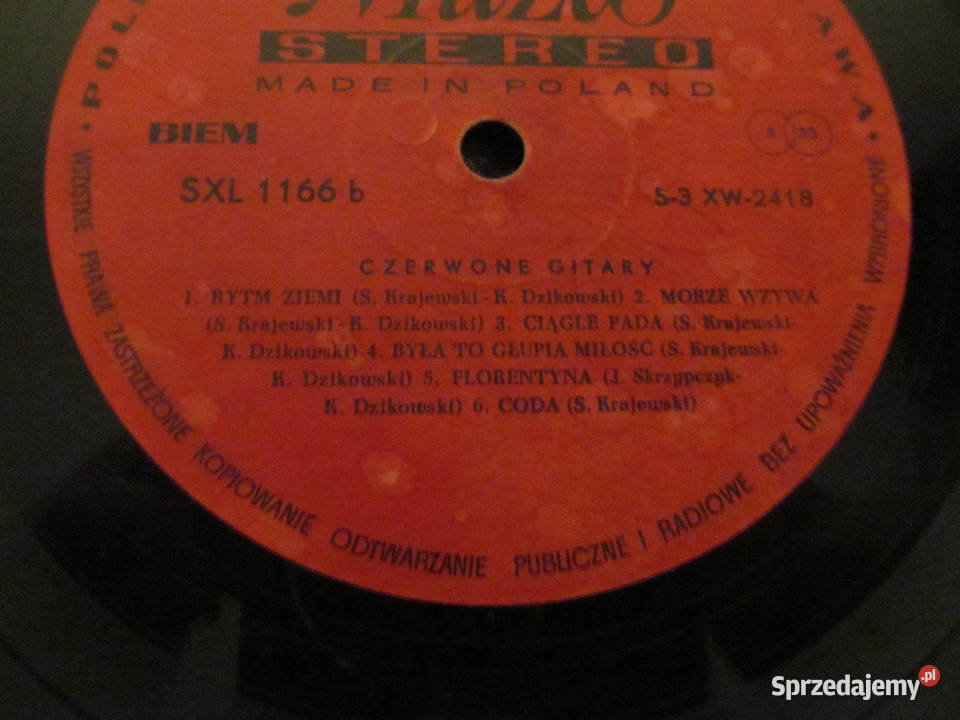 STEREO
MADE IN POLAND
BIEM
S 33
SXL 1166 b
S-3 XW-2418
CZERWONE GITARY
1. RYTM ZIEMI (S. Krajewski-K. Dzikowski) 2. MORZE WZYWA
(S. Krajewski-K. Dzikowski) 3. CIĄGLE PADA (S. Krajewski-
K. Dzikowski) 4. BYŁA TO GŁUPIA MIŁOŚC (S. Krajewski-
K. Dzikowski) 5, FLORENTYNA (J. Skrzypczyk-
K. Dzikowski) 6. CODA (S. Krajewski)
WSZYSTKIE PRAWA ZASTRZEŻONE KOPIOWANIE ODTWARZANIE PUBLICZNE I RADIOWE BEZ UPOWAŻNIENIA WZBRONIONE
Sprzedajemy.pl